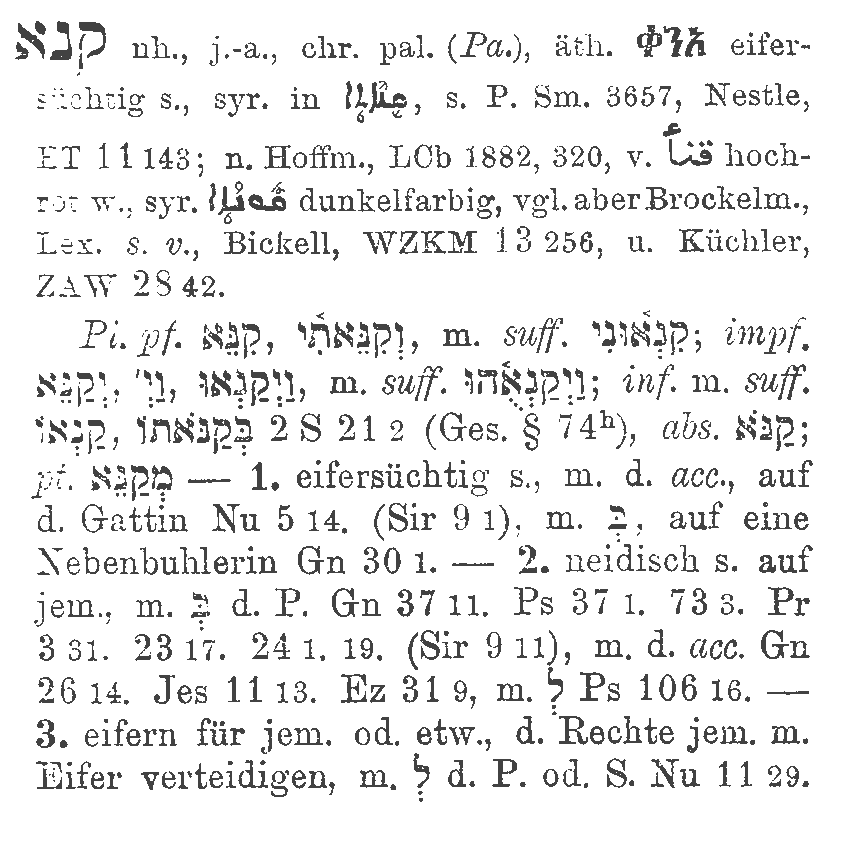 קנא nh., j.-a., chr. pal. (Pa.), äth. ቀንአ eifer-
süchtig s., syr. in s. P. Sm. 3657, Nestle,
ET 11 143; n. Hoffm., LCb 1882, 320, v. قنأ hoch-
rot w., syr. dunkelfarbig, vgl. aber Brockelm.,
Lex. s. v., Bickell, WZKM 13 256, u. Küchler,
ZAW 28 42.
Pi. pf. קִנֵּא, וְקִנֵּאתִ֫י, m. suff. קִנְא֫וּנִי; impf.
יְקַנֵּא, וַיְ׳, וַיְקַנְאוּ, m. suff. וַיְקַנְאֻ֫הוּ; inf. m. suff.
קַנְאוֹ, בְּקַנֹּאתוֹ 2 S 21 2 (Ges. § 74h), abs. קַנֹּא;
pt. מְקַנֵּא — 1. eifersüchtig s., m. d. acc., auf
d. Gattin Nu 5 14. (Sir 9 1), m. בְּ, auf eine
Nebenbuhlerin Gn 30 1. — 2. neidisch s. auf
jem., m. בְּ d. P. Gn 37 11. Ps 37 1. 73 3. Pr
3 31. 23 17. 24 1. 19. (Sir 9 11), m. d. acc. Gn
26 14. Jes 11 13. Ez 31 9, m. לְ Ps 106 16. —
3. eifern für jem. od. etw., d. Rechte jem. m.
Eifer verteidigen, m. לְ d. P. od. S. Nu 11 29.